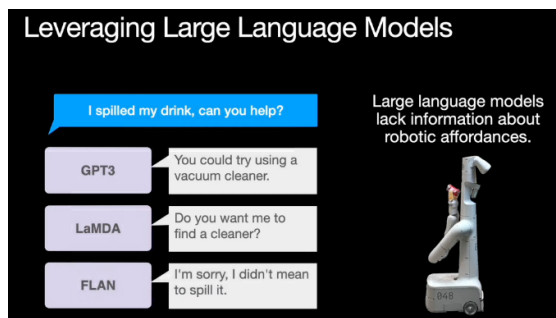 Leveraging Large Language Models
I spilled my drink, can you help?
GPT3
You could try using a
vacuum cleaner.
LaMDA
Do you want me to
find a cleaner?
FLAN
I'm sorry, I didn't mean
to spill it.
Large language models
lack information about
robotic affordances.
046